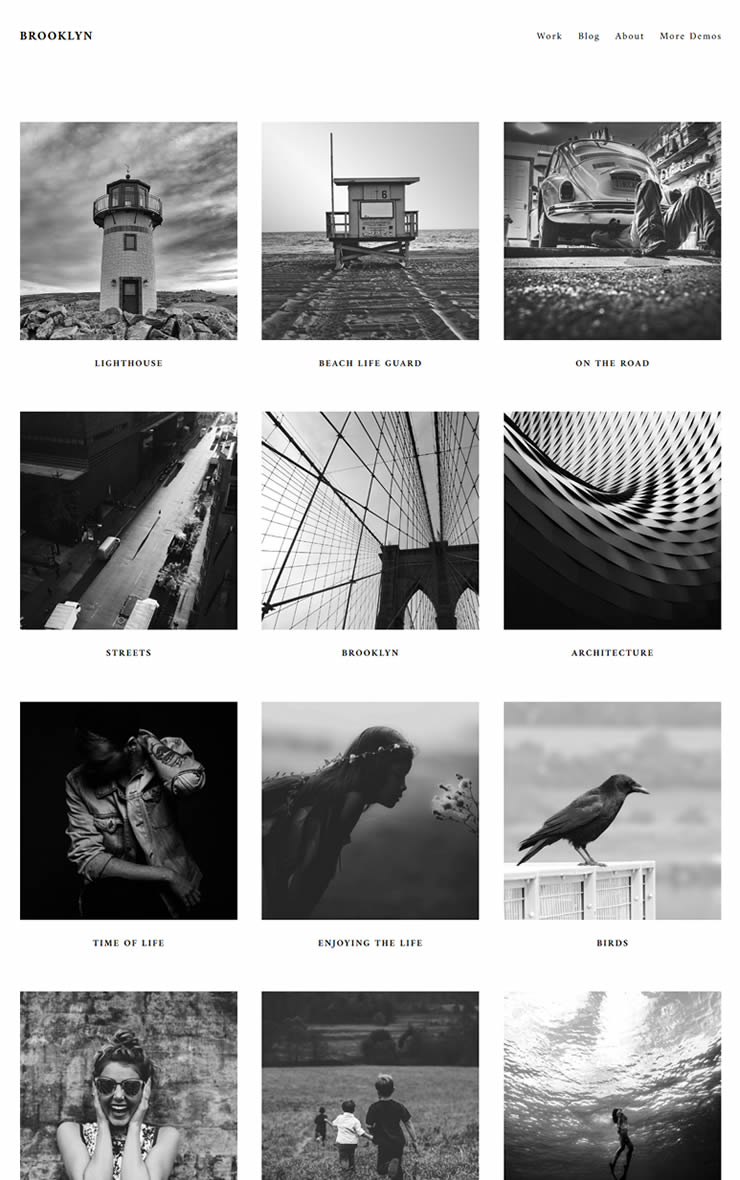 BROOKLYN
Work Blog About More Demos
6
LIGHTHOUSE BEACH LIFE GUARD ON THE ROAD
STREETS BROOKLYN ARCHITECTURE
TIME OF LIFE ENJOYING THE LIFE BIRDS